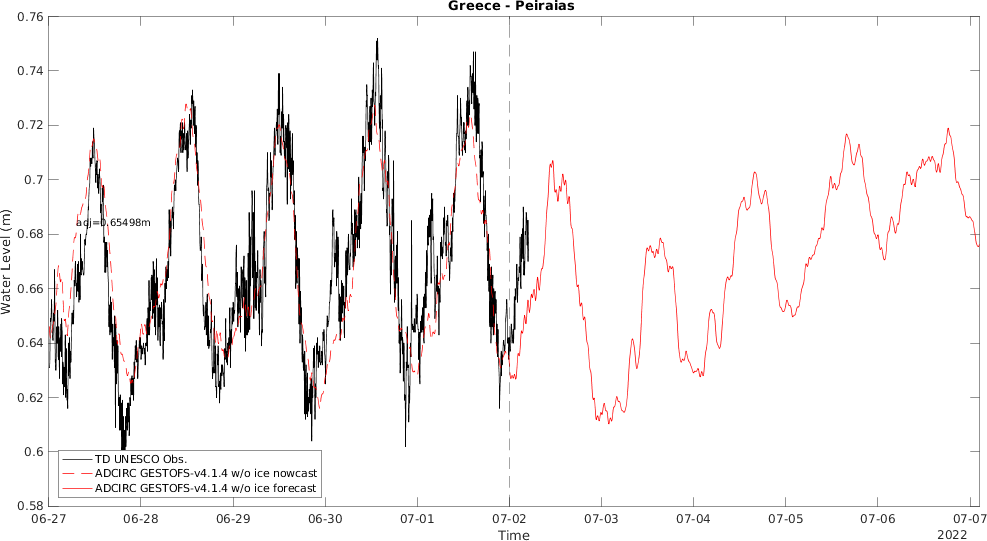 Greece - Peiraias
0.76
0.74
0.72
0.7
0.68
0.66
0.64
0.62
0.6
0.58
Water Level (m)
adj=0.65498m
TD UNESCO Obs.
ADCIRC GESTOFS-v4.1.4 w/o ice nowcast
ADCIRC GESTOFS-v4.1.4 w/o ice forecast
06-27 06-28 06-29 06-30 07-01 07-02 07-03 07-04 07-05 07-06 07-07
Time
2022